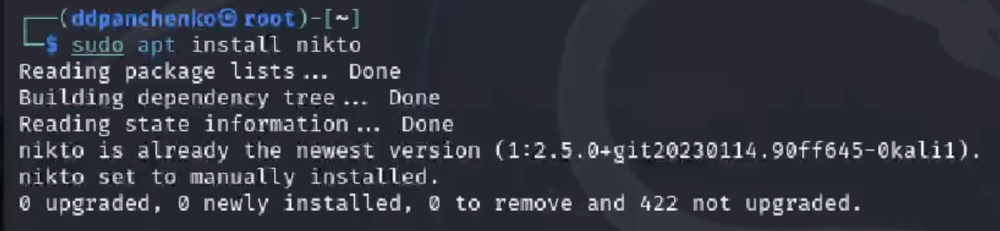 ┌──(ddpanchenko㉿root)-[~]
└─$ sudo apt install nikto
Reading package lists... Done
Building dependency tree... Done
Reading state information... Done
nikto is already the newest version (1:2.5.0+git20230114.90ff645-0kali1).
nikto set to manually installed.
0 upgraded, 0 newly installed, 0 to remove and 422 not upgraded.